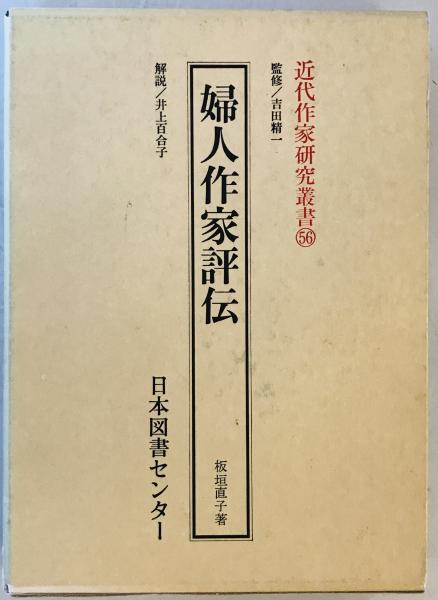 近代作家研究叢書㊺
監修/吉田精一
婦人作家評伝
板垣直子著
解説/井上百合子
日本図書センター